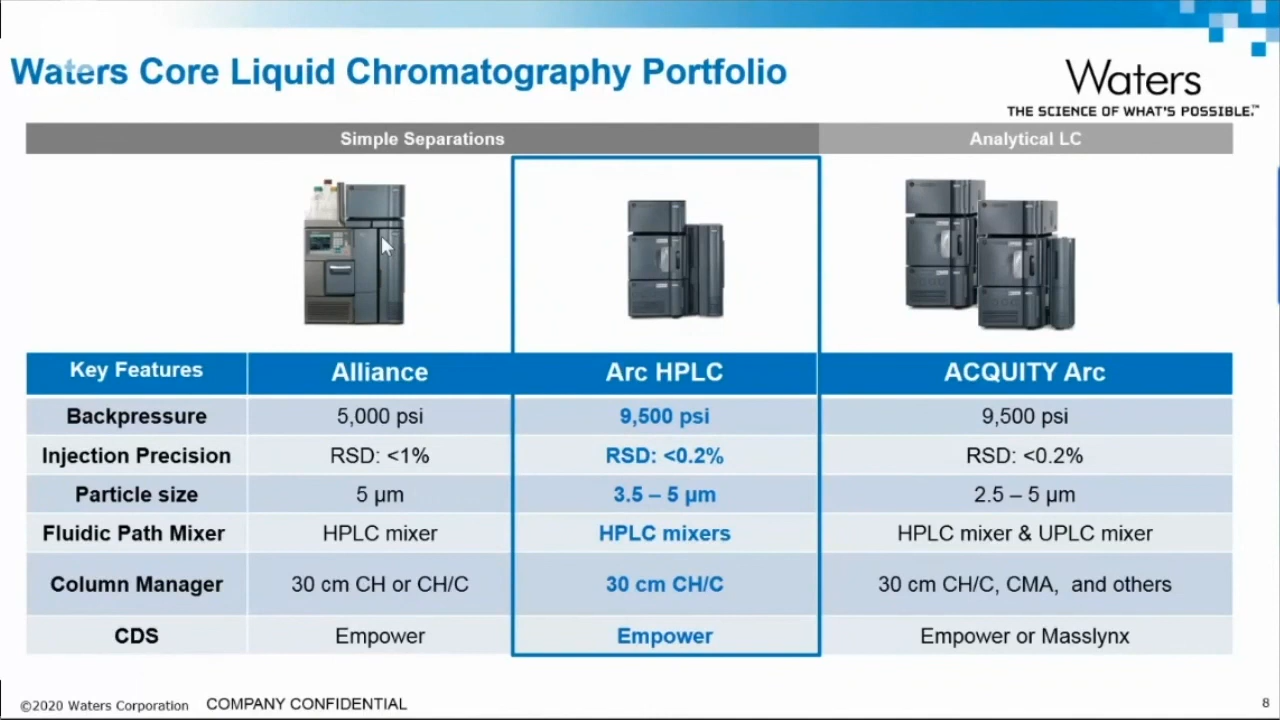 Waters Core Liquid Chromatography Portfolio
Waters
THE SCIENCE OF WHAT'S POSSIBLE.™
Simple Separations Analytical LC
Key Features Alliance Arc HPLC ACQUITY Arc
Backpressure 5,000 psi 9,500 psi 9,500 psi
Injection Precision RSD: <1% RSD: <0.2% RSD: <0.2%
Particle size 5 µm 3.5 – 5 µm 2.5 – 5 µm
Fluidic Path Mixer HPLC mixer HPLC mixers HPLC mixer & UPLC mixer
Column Manager 30 cm CH or CH/C 30 cm CH/C 30 cm CH/C, CMA, and others
CDS Empower Empower Empower or Masslynx
©2020 Waters Corporation COMPANY CONFIDENTIAL 8